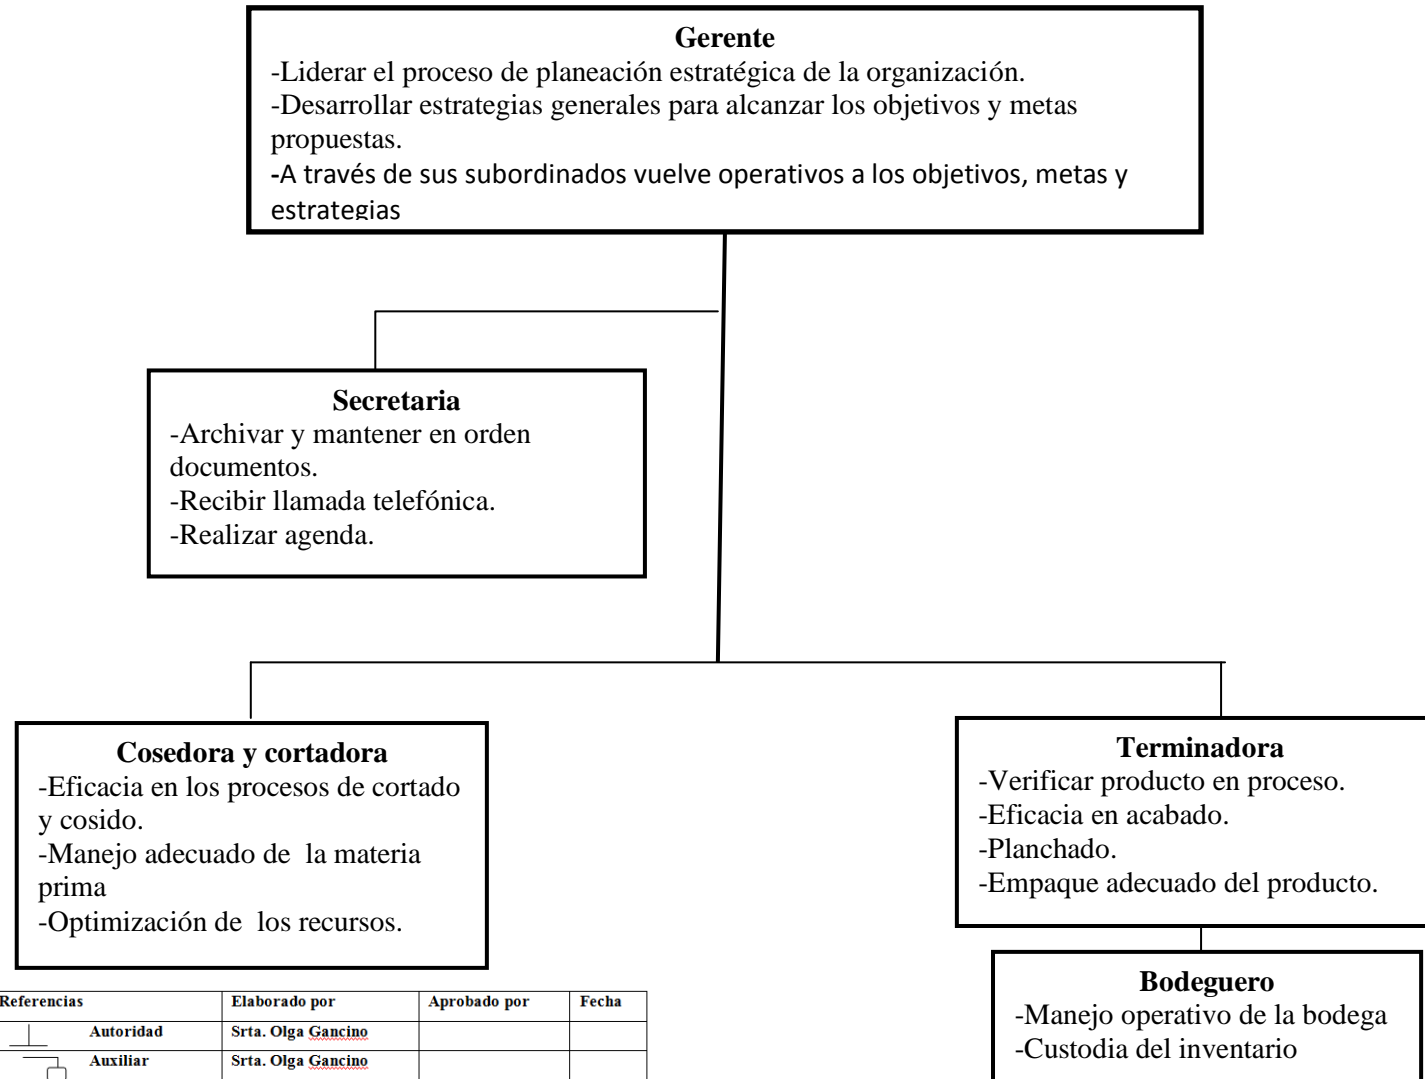 Gerente
-Liderar el proceso de planeación estratégica de la organización.
-Desarrollar estrategias generales para alcanzar los objetivos y metas
propuestas.
-A través de sus subordinados vuelve operativos a los objetivos, metas y
estrategias
Secretaria
-Archivar y mantener en orden
documentos.
-Recibir llamada telefónica.
-Realizar agenda.
Cosedora y cortadora
-Eficacia en los procesos de cortado
y cosido.
-Manejo adecuado de  la materia
prima
-Optimización de  los recursos.
Terminadora
-Verificar producto en proceso.
-Eficacia en acabado.
-Planchado.
-Empaque adecuado del producto.
Bodeguero
-Manejo operativo de la bodega
-Custodia del inventario
Referencias Elaborado por Aprobado por Fecha
Autoridad Srta. Olga Gancino
Auxiliar Srta. Olga Gancino